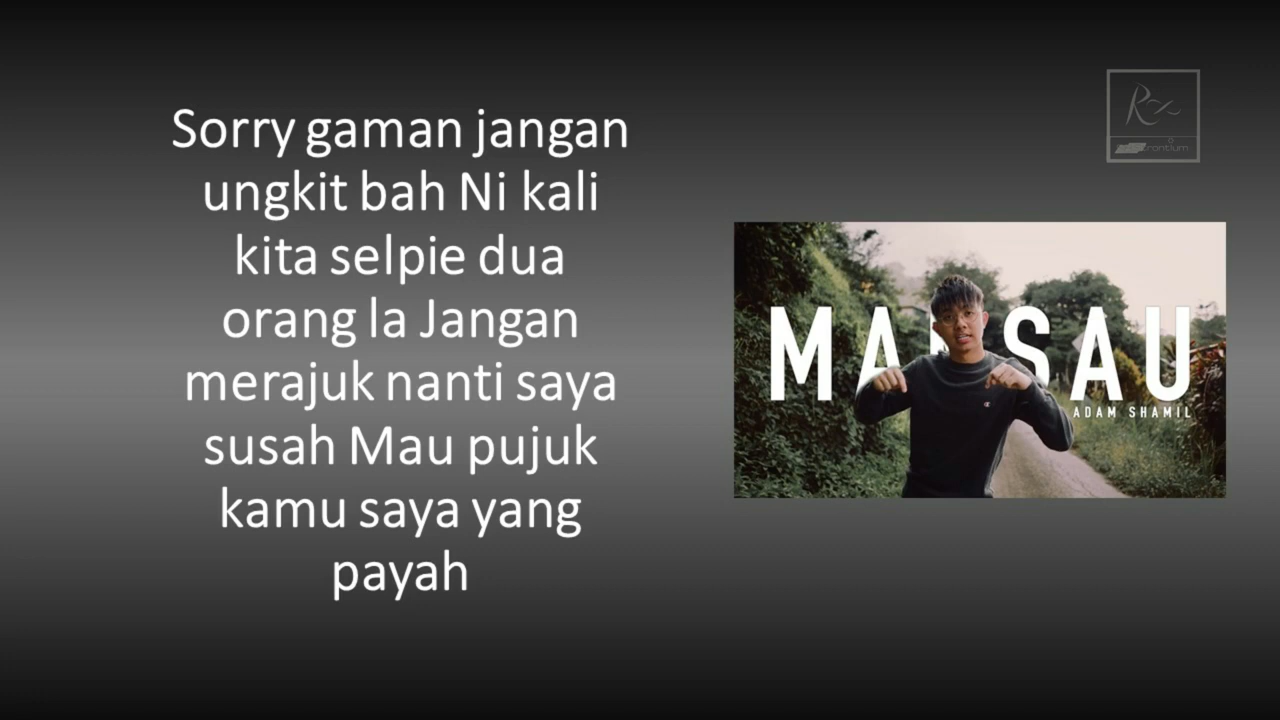 Sorry gaman jangan
ungkit bah Ni kali
kita selpie dua
orang la Jangan
merajuk nanti saya
susah Mau pujuk
kamu saya yang
payah
SAU
ADAM SHAMIL